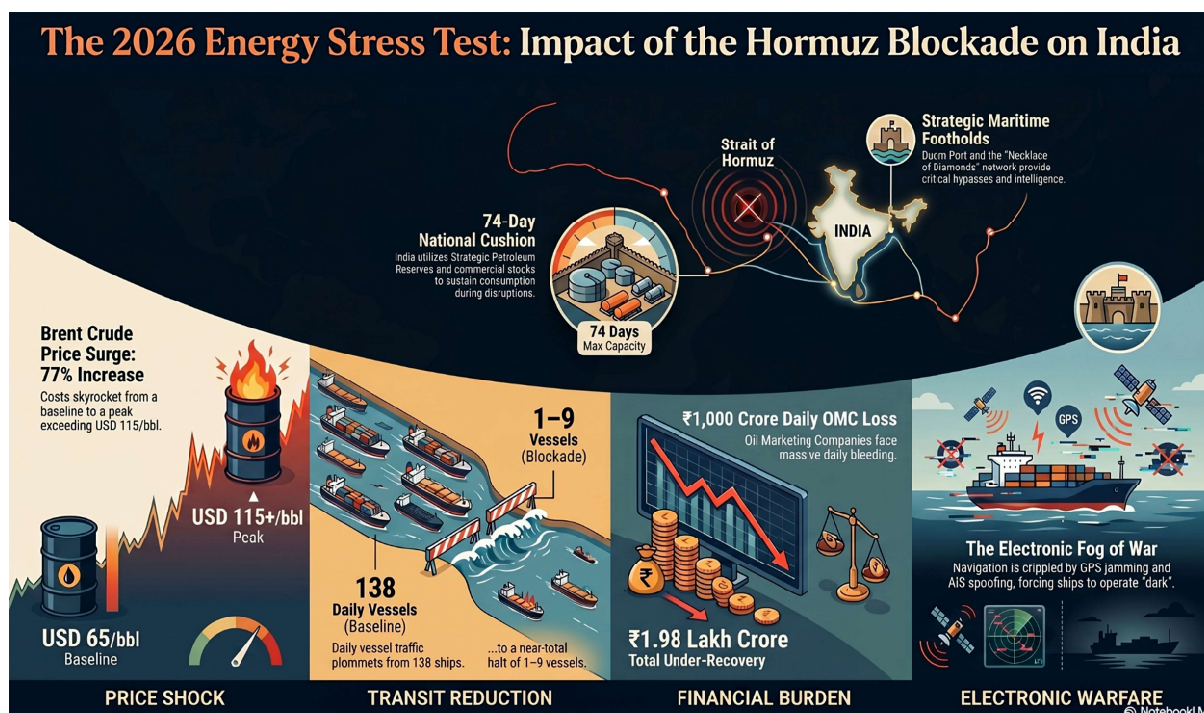 The 2026 Energy Stress Test: Impact of the Hormuz Blockade on India
Strategic Maritime
Footholds
Ducm Port and the "Necklace
of Diamonds" network provide
critical hypasses and intelligence.
Strait of
Hormuz
INDIA
74-Day
National Cushion
India utilizes Strategic Petroleum
Reserves and commercial stocks
to sustain consumption
during disruptions.
74 Days
Max Capacity
Brent Crude
Price Surge:
77% Increase
Costs skyrocket from a
baseline to a peak
exceeding USD 115/bbl.
USD 115+/bbl
Peak
USD 65/bbl
Baseline
PRICE SHOCK
1–9
Vessels
(Blockade)
138
Daily Vessels
(Baseline)
Daily vessel traffic
plommets from 138 ships.
...to a near-total
halt of 1–9 vessels.
TRANSIT REDUCTION
₹1,000 Crore Daily OMC Loss
Oil Marketing Companies face
massive daily bleeding.
₹
₹1.98 Lakh Crore
Total Under-Recovery
FINANCIAL BURDEN
GPS
The Electronic Fog of War
Navigation is crippled by GPS jamming and
AIS spoofing, forcing ships to operate "dark".
ELECTRONIC WARFARE
NotebookLM